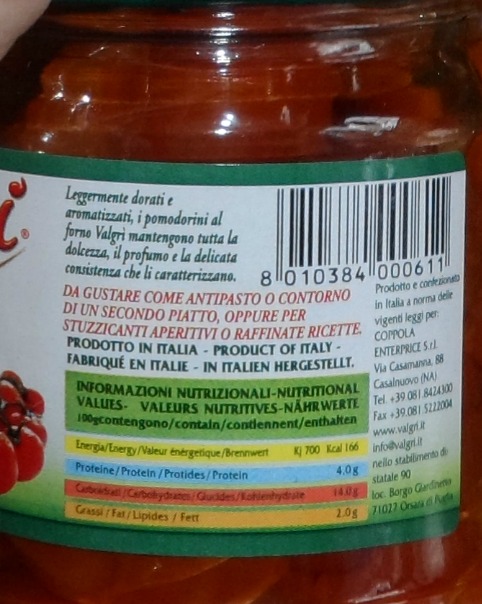 i®
Leggermente dorati e
aromatizzati, i pomodorini al
forno Valgrì mantengono tutta la
dolcezza, il profumo e la delicata
consistenza che li caratterizzano.
DA GUSTARE COME ANTIPASTO O CONTORNO
DI UN SECONDO PIATTO, OPPURE PER
STUZZICANTI APERITIVI O RAFFINATE RICETTE.
PRODOTTO IN ITALIA - PRODUCT OF ITALY -
FABRIQUÉ EN ITALIE - IN ITALIEN HERGESTELLT.
INFORMAZIONI NUTRIZIONALI-NUTRITIONAL
VALUES- VALEURS NUTRITIVES-NÄHRWERTE
100gcontengono/contain/contiennent/enthalten
Energia/Energy/Valeur énérgetique/Brennwert Kj 700 Kcal 166
Proteine/Protein/Protides/Protein 4.0g
Carboidrati/Carbohydrates/Glucides/Kohlenhydrate 14.0g
Grassi/Fat/Lipides/Fett 2.0g
8 010384 000611
Prodotto e confezionato
in Italia a norma delle
vigenti leggi per:
COPPOLA
ENTERPRICE S.r.l.
Via Casamanna, 88
Casalnuovo (NA)
Tel. +39 081 8424300
Fax +39 081 5222004
www.valgri.it
info@valgri.it
nello stabilimento di:
statale 90
loc. Borgo Giardinetto
71027 Orsara di Puglia